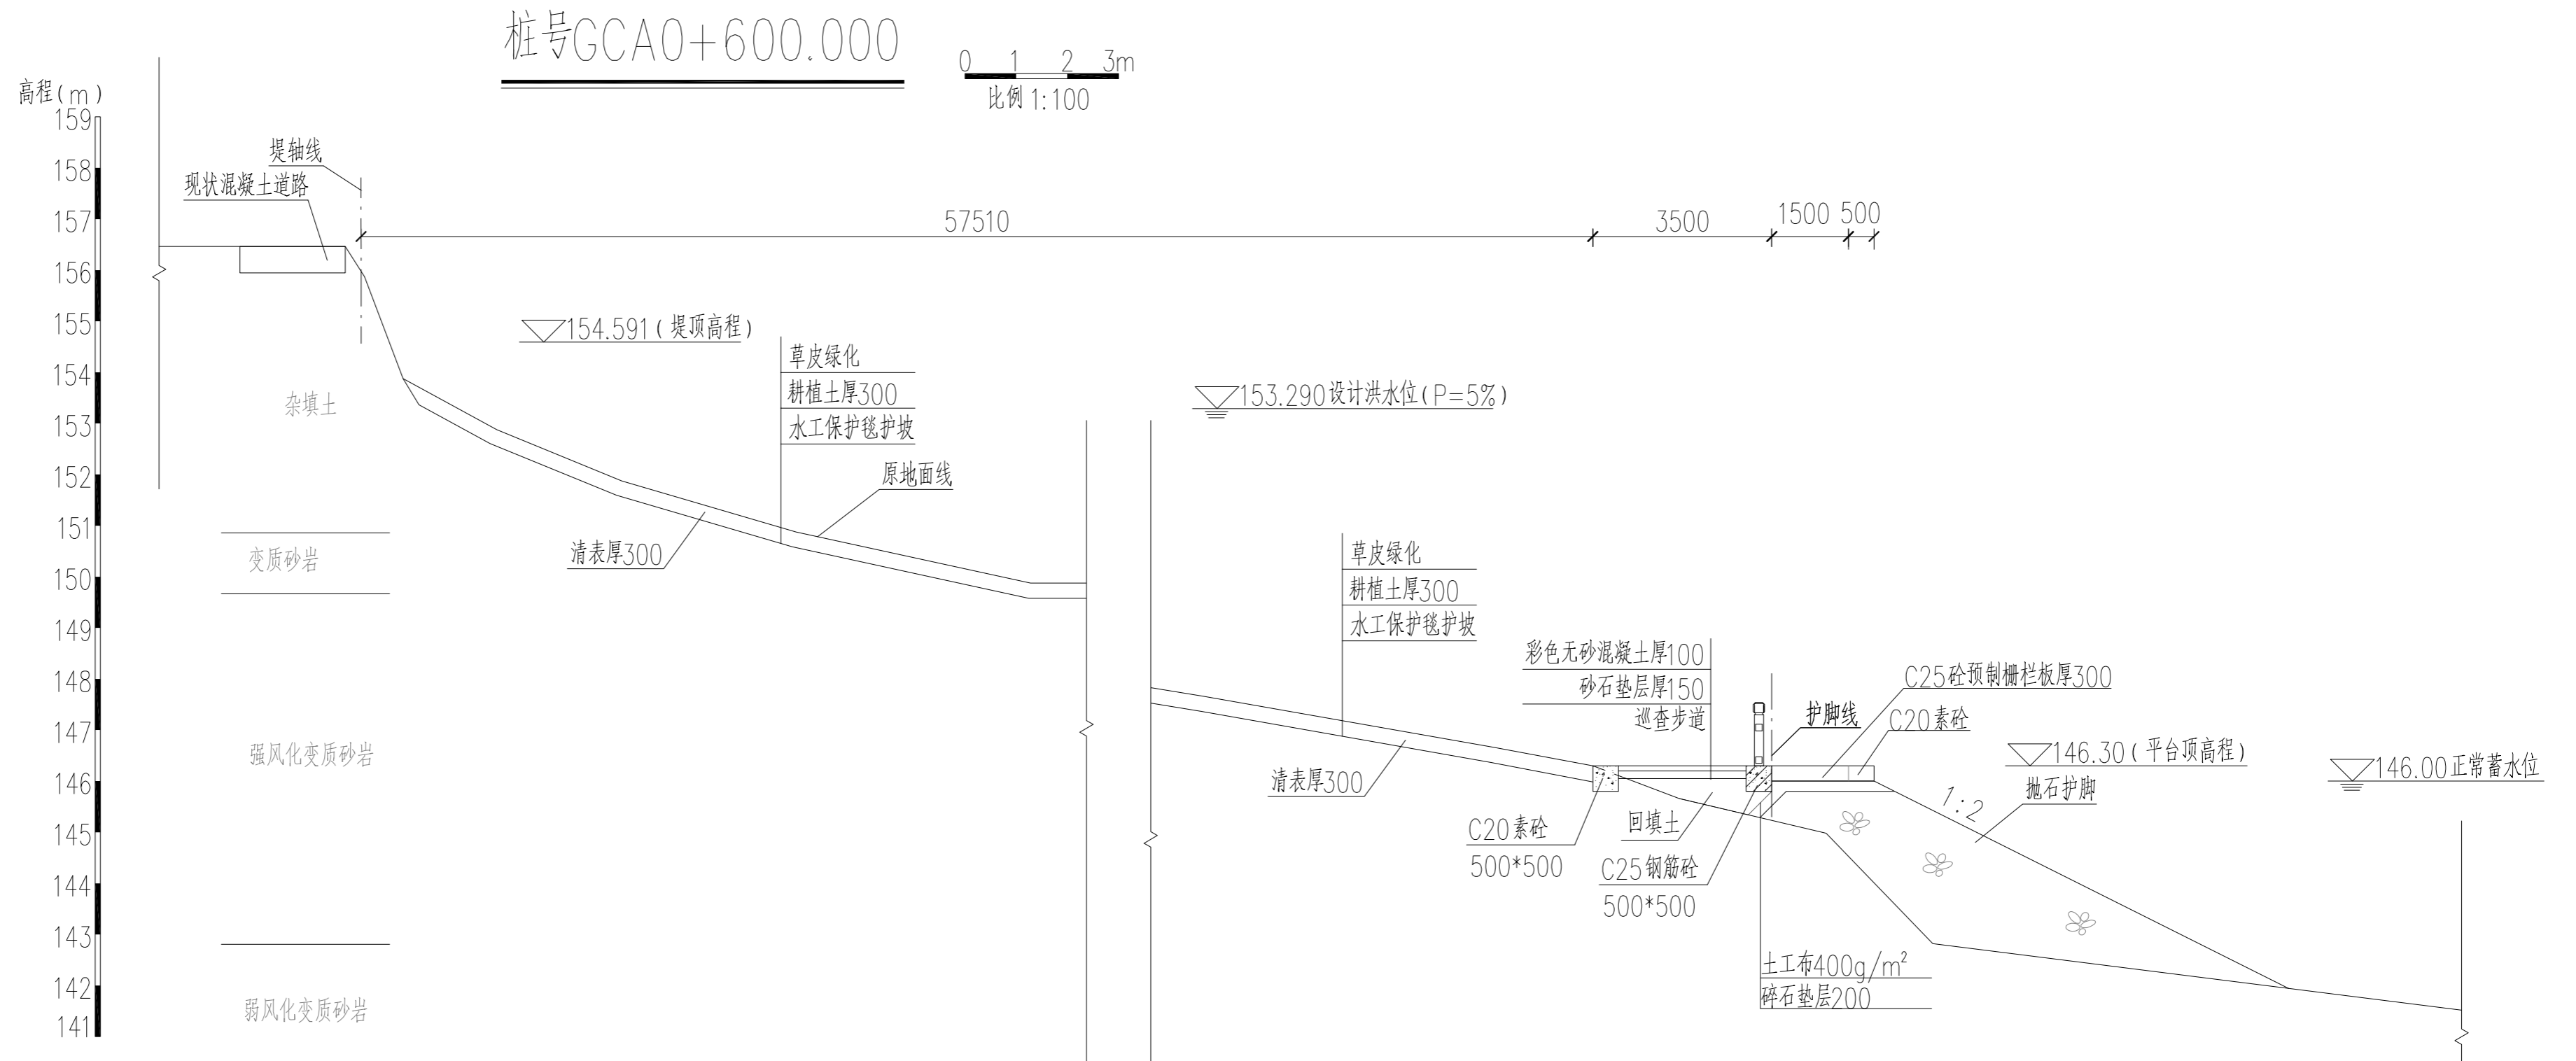 桩号GCA0+600.000
0 1 2 3m
比例 1:100
高程(m)
159
158
157
156
155
154
153
152
151
150
149
148
147
146
145
144
143
142
141
堤轴线
现状混凝土道路
57510
3500
1500
500
154.591(堤顶高程)
草皮绿化
耕植土厚300
水工保护毯护坡
153.290设计洪水位(P=5%)
杂填土
原地面线
清表厚300
变质砂岩
强风化变质砂岩
弱风化变质砂岩
草皮绿化
耕植土厚300
水工保护毯护坡
清表厚300
彩色无砂混凝土厚100
砂石垫层厚150
巡查步道
护脚线
C25砼预制栅栏板厚300
C20素砼
146.30(平台顶高程)
抛石护脚
146.00正常蓄水位
1:2
C20素砼
500*500
回填土
C25钢筋砼
500*500
土工布400g/m²
碎石垫层200